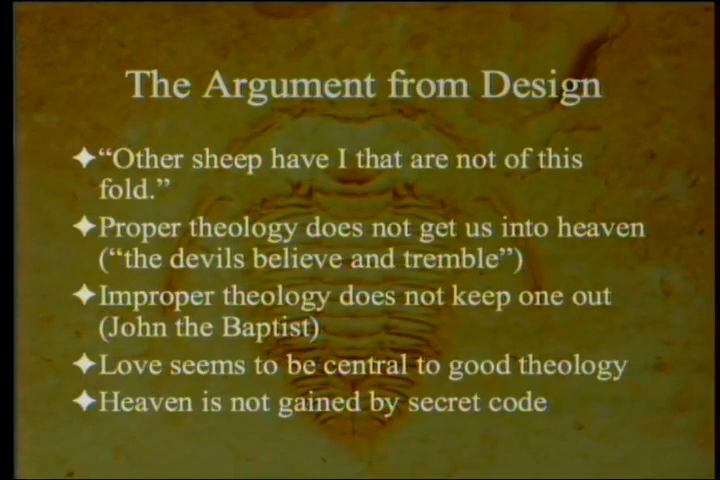 The Argument from Design
✦“Other sheep have I that are not of this
fold.”
✦Proper theology does not get us into heaven
(“the devils believe and tremble”)
✦Improper theology does not keep one out
(John the Baptist)
✦Love seems to be central to good theology
✦Heaven is not gained by secret code